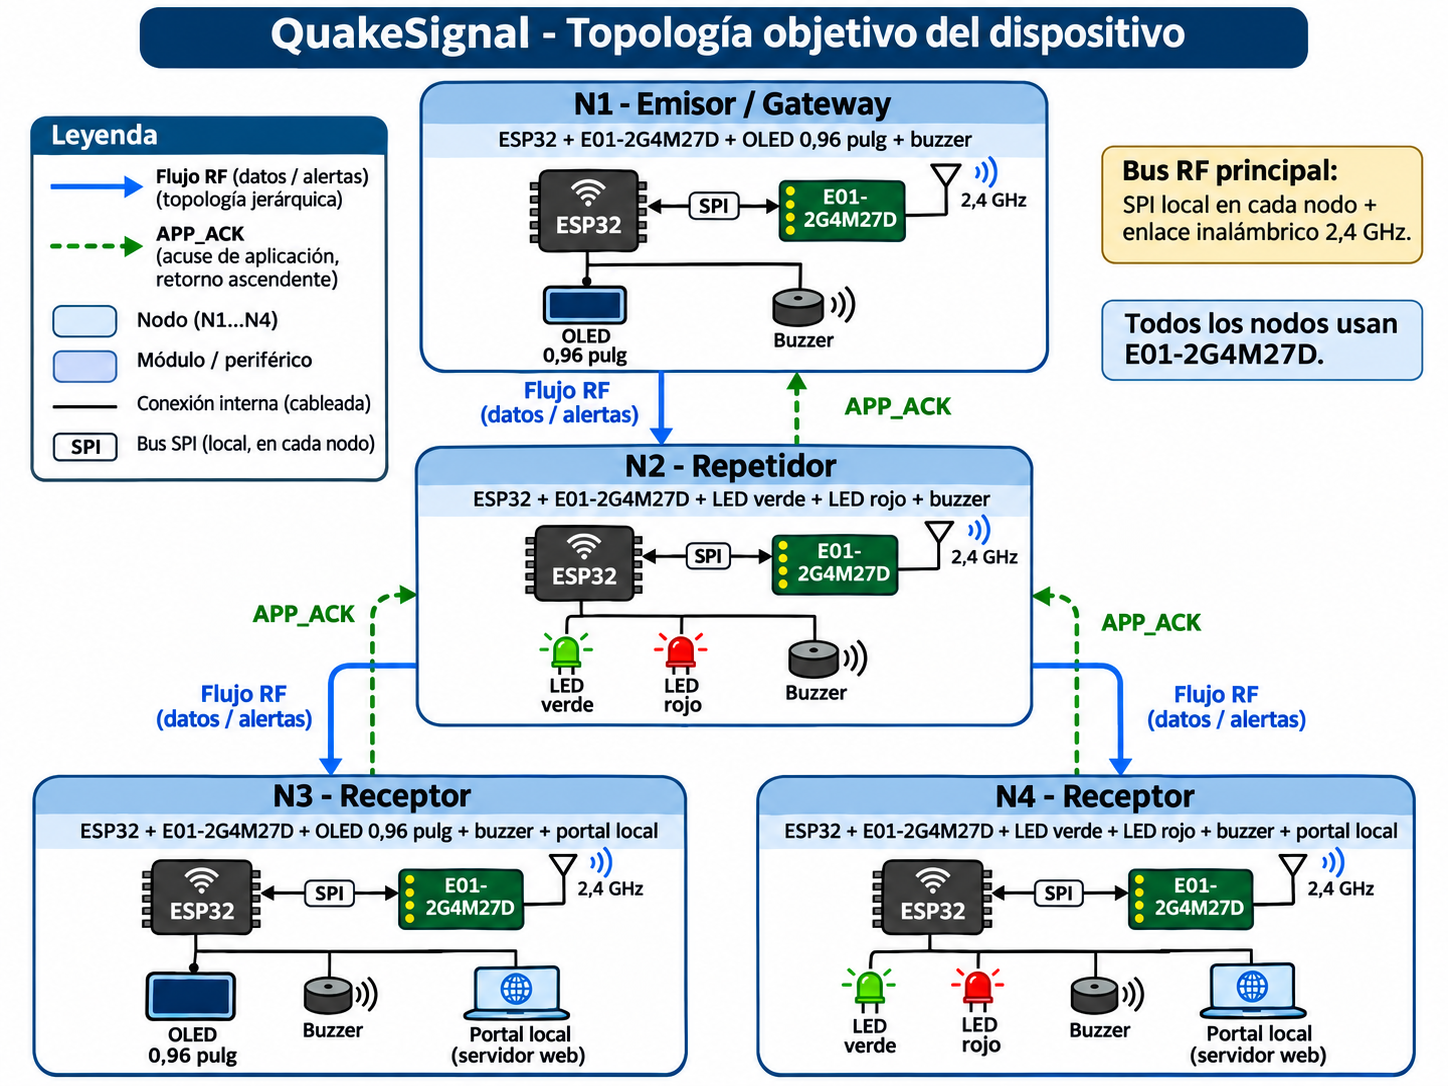 QuakeSignal - Topología objetivo del dispositivo
Leyenda
Flujo RF (datos / alertas)
(topología jerárquica)
APP_ACK
(acuse de aplicación,
retorno ascendente)
Nodo (N1...N4)
Módulo / periférico
Conexión interna (cableada)
SPI
Bus SPI (local, en cada nodo)
N1 - Emisor / Gateway
ESP32 + E01-2G4M27D + OLED 0,96 pulg + buzzer
ESP32
SPI
E01-
2G4M27D
2,4 GHz
OLED
0,96 pulg
Buzzer
Bus RF principal:
SPI local en cada nodo +
enlace inalámbrico 2,4 GHz.
Todos los nodos usan
E01-2G4M27D.
Flujo RF
(datos / alertas)
APP_ACK
N2 - Repetidor
ESP32 + E01-2G4M27D + LED verde + LED rojo + buzzer
ESP32
SPI
E01-
2G4M27D
2,4 GHz
LED
verde
LED
rojo
Buzzer
APP_ACK
Flujo RF
(datos / alertas)
APP_ACK
Flujo RF
(datos / alertas)
N3 - Receptor
ESP32 + E01-2G4M27D + OLED 0,96 pulg + buzzer + portal local
ESP32
SPI
E01-
2G4M27D
2,4 GHz
OLED
0,96 pulg
Buzzer
Portal local
(servidor web)
N4 - Receptor
ESP32 + E01-2G4M27D + LED verde + LED rojo + buzzer + portal local
ESP32
SPI
E01-
2G4M27D
2,4 GHz
LED
verde
LED
rojo
Buzzer
Portal local
(servidor web)